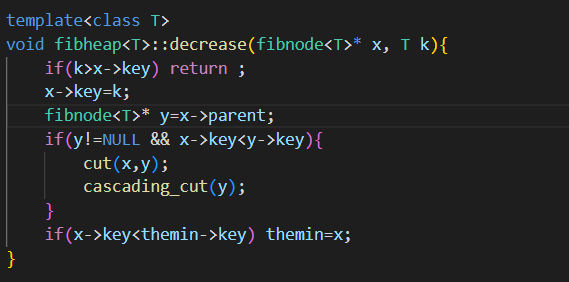 template<class T>
void fibheap<T>::decrease(fibnode<T>* x, T k){
    if(k>x->key) return ;
    x->key=k;
    fibnode<T>* y=x->parent;
    if(y!=NULL && x->key<y->key){
        cut(x,y);
        cascading_cut(y);
    }
    if(x->key<themin->key) themin=x;
}